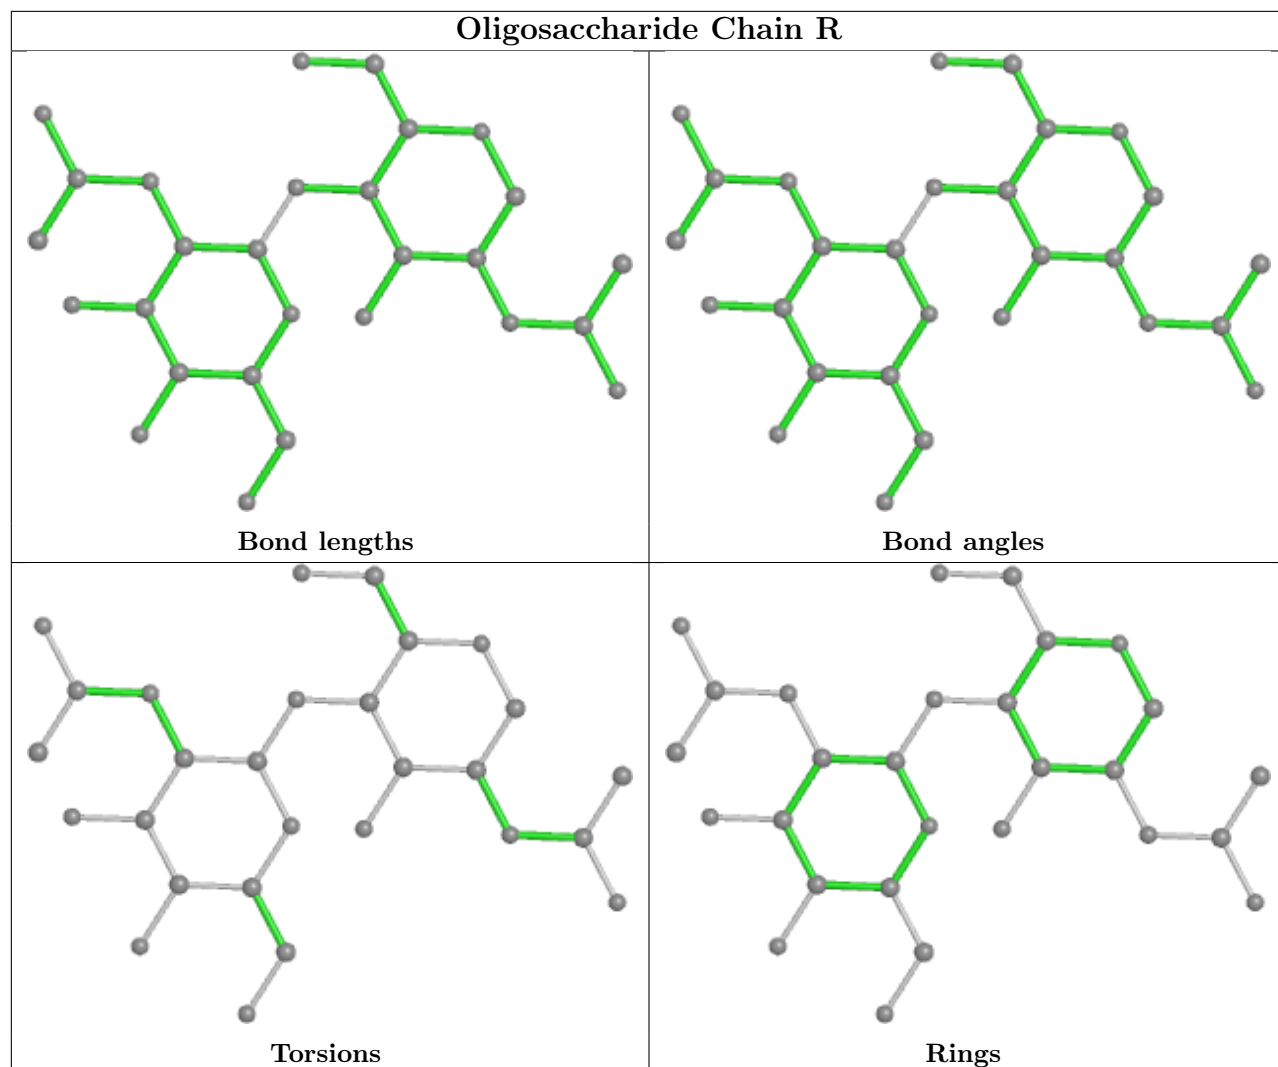 Oligosaccharide Chain R
Bond lengths
Bond angles
Torsions
Rings